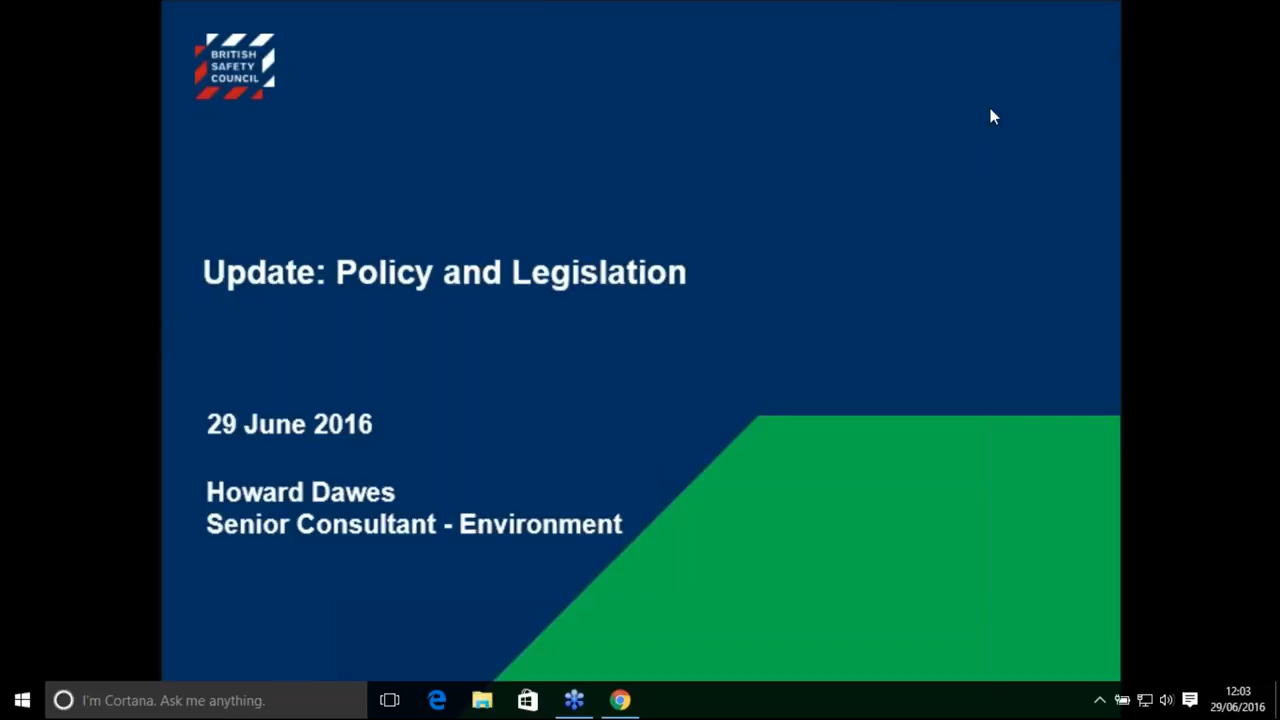 BRITISH
SAFETY
COUNCIL
Update: Policy and Legislation
29 June 2016
Howard Dawes
Senior Consultant - Environment
I'm Cortana. Ask me anything.
12:03
29/06/2016